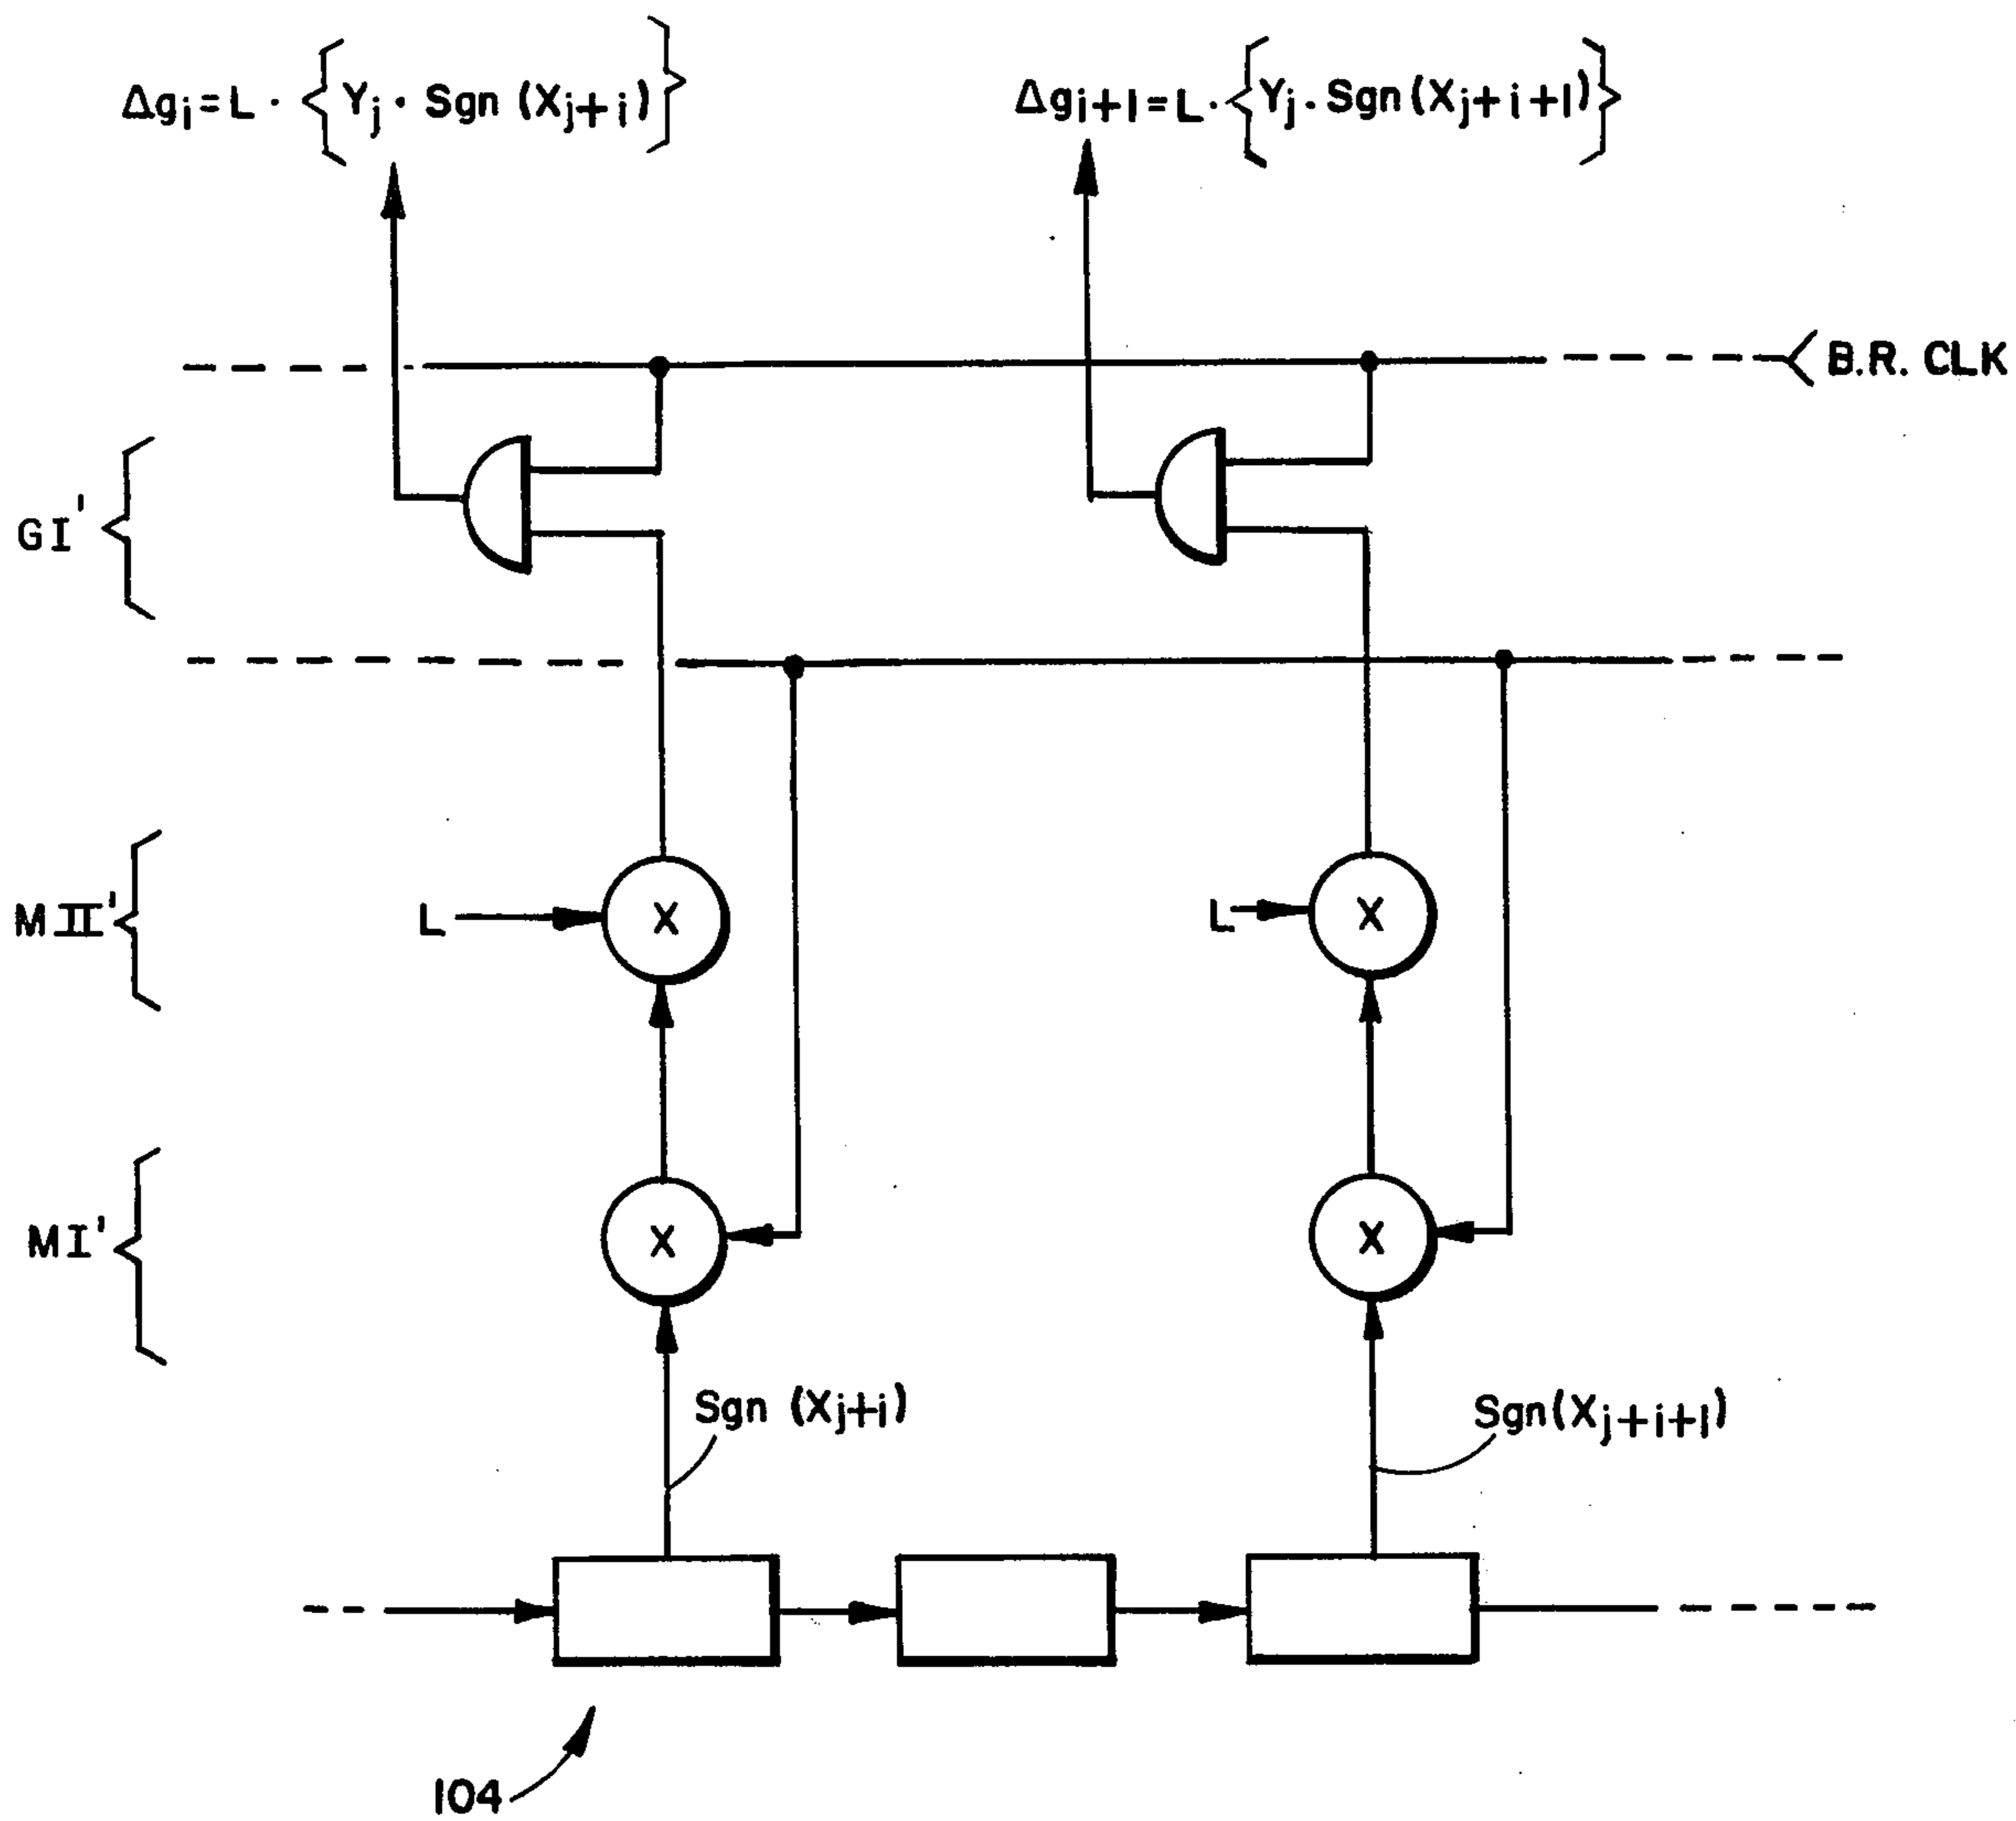 Δgi=L·{Yj·Sgn(Xj+i)}
Δgi+1=L·{Yj·Sgn(Xj+i+1)}
B.R. CLK
GI'
MII'
L
X
L
X
MI'
X
X
Sgn(Xj+i)
Sgn(Xj+i+1)
104